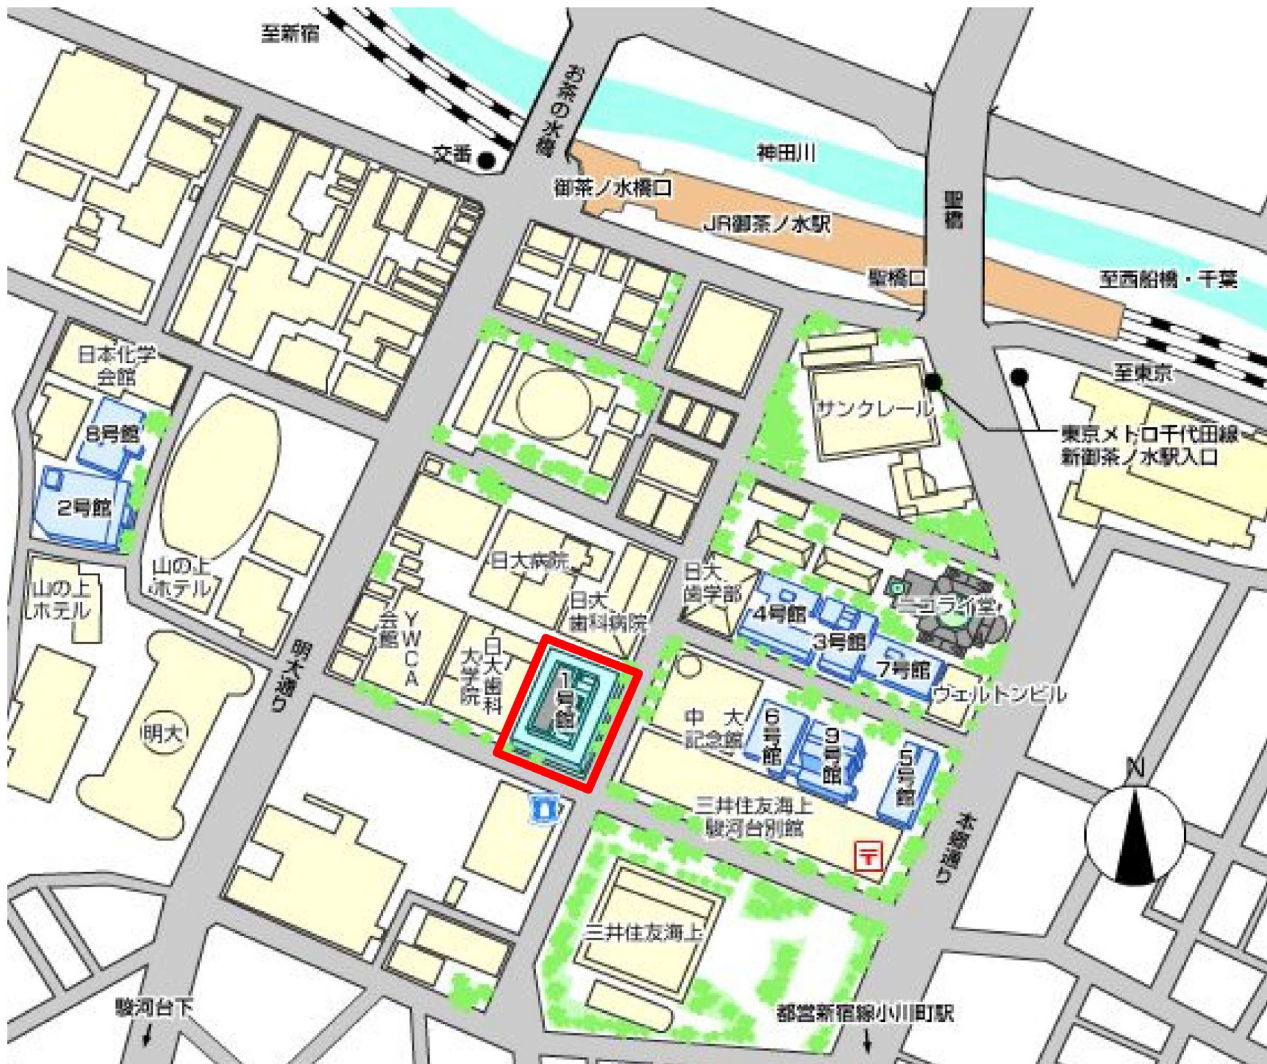 至新宿
お茶の水橋
交番
神田川
御茶ノ水橋口
JR御茶ノ水駅
聖橋
聖橋口
至西船橋・千葉
至東京
日本化学
会館
サンクレール
東京メトロ千代田線
新御茶ノ水駅入口
8号館
2号館
山の上
ホテル
山の上
ホテル
日大病院
日大
歯科病院
日大
歯学部
4号館
3号館
7号館
ニコライ堂
ヴェルトンビル
YWCA
会館
日大歯科
大学院
1号館
明大通り
明大
中大
記念館
6号館
9号館
5号館
三井住友海上
駿河台別館
〒
本郷通り
N
三井住友海上
駿河台下
都営新宿線小川町駅